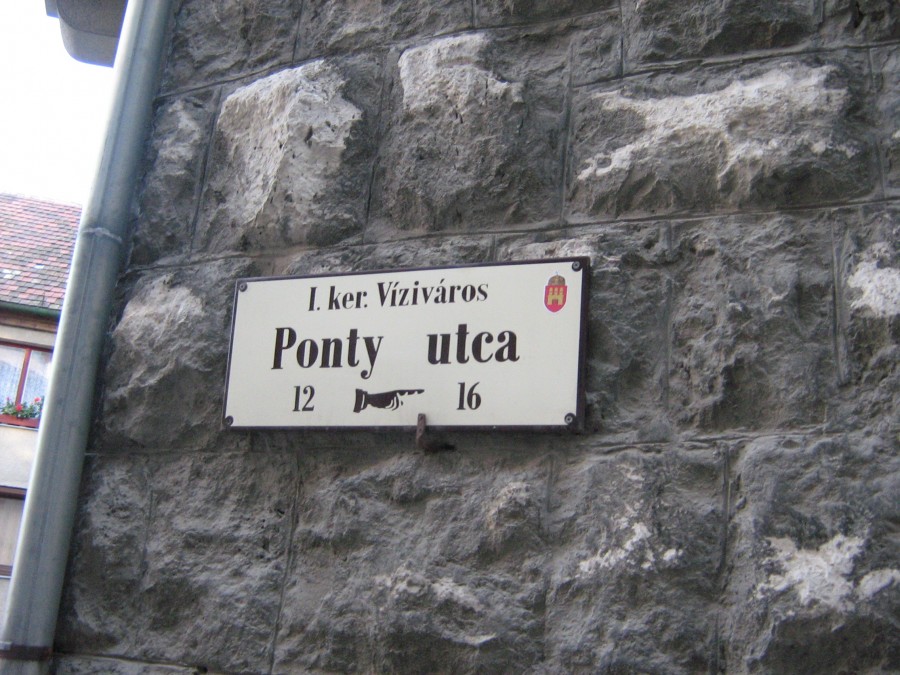 I. ker. Víziváros
Ponty utca
12 16